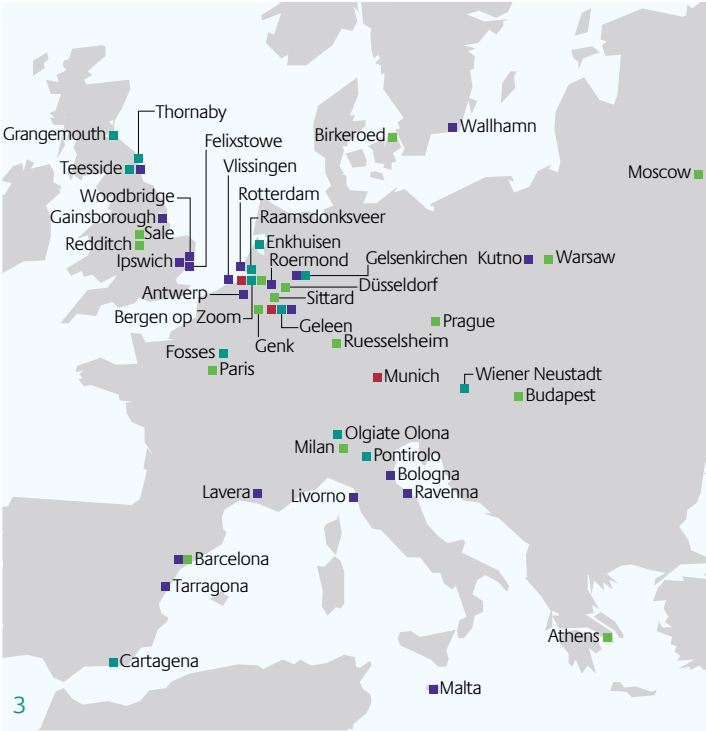 Thornaby
Grangemouth
Felixstowe
Birkeroed
Wallhamn
Teesside
Vlissingen
Moscow
Woodbridge
Rotterdam
Gainsborough
Raamsdonksveer
Sale
Redditch
Enkhuisen
Ipswich
Roermond
Gelsenkirchen
Kutno
Warsaw
Düsseldorf
Antwerp
Sittard
Bergen op Zoom
Geleen
Prague
Genk
Ruesselsheim
Fosses
Paris
Munich
Wiener Neustadt
Budapest
Olgiate Olona
Milan
Pontirolo
Bologna
Lavera
Livorno
Ravenna
Barcelona
Tarragona
Athens
Cartagena
Malta
3